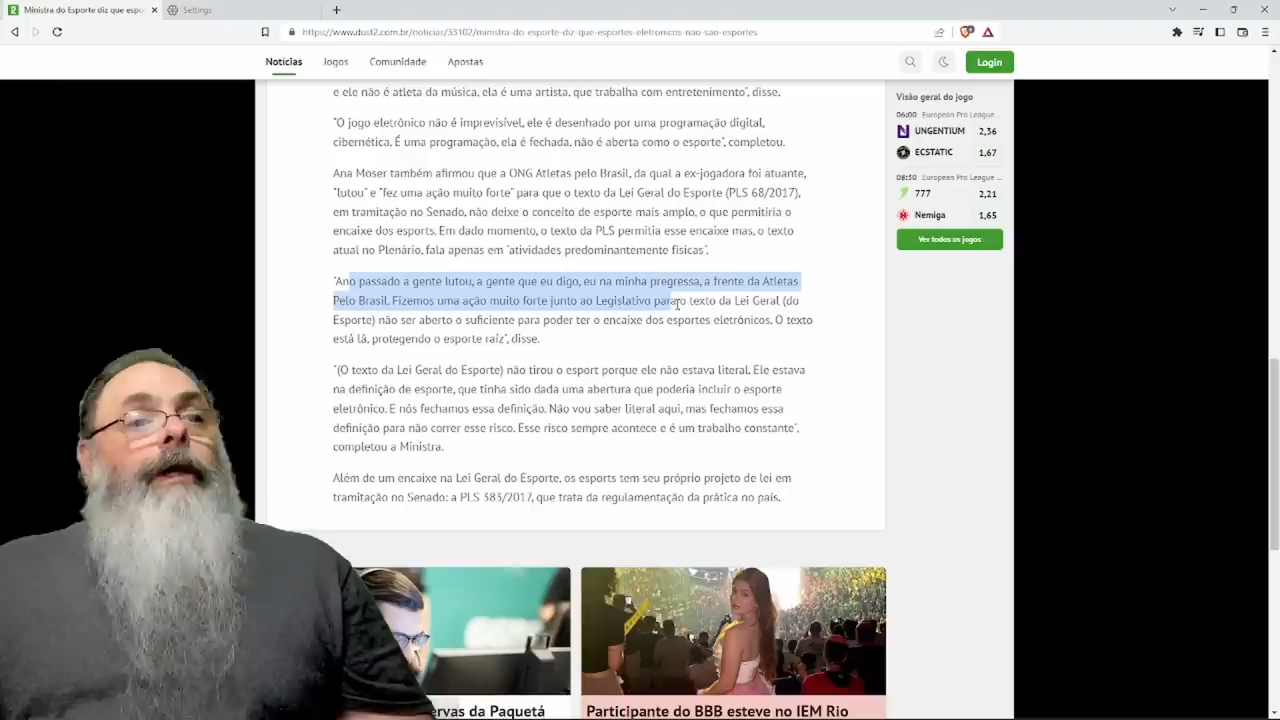 Ministra do Esporte diz que espo
Settings
https://www.dust2.com.br/noticias/33102/ministra-do-esporte-diz-que-esportes-eletronicos-nao-sao-esportes
Notícias Jogos Comunidade Apostas Login
e ele não é atleta da música, ela é uma artista, que trabalha com entretenimento", disse.
"O jogo eletrônico não é imprevisível, ele é desenhado por uma programação digital,
cibernética. É uma programação, ela é fechada, não é aberta como o esporte", completou.
Ana Moser também afirmou que a ONG Atletas pelo Brasil, da qual a ex-jogadora foi atuante,
"lutou" e "fez uma ação muito forte" para que o texto da Lei Geral do Esporte (PLS 68/2017),
em tramitação no Senado, não deixe o conceito de esporte mais amplo, o que permitiria o
encaixe dos esports. Em dado momento, o texto da PLS permitia esse encaixe mas, o texto
atual no Plenário, fala apenas em "atividades predominantemente físicas".
"Ano passado a gente lutou, a gente que eu digo, eu na minha pregressa, a frente da Atletas
Pelo Brasil. Fizemos uma ação muito forte junto ao Legislativo para o texto da Lei Geral (do
Esporte) não ser aberto o suficiente para poder ter o encaixe dos esportes eletrônicos. O texto
está lá, protegendo o esporte raiz", disse.
"(O texto da Lei Geral do Esporte) não tirou o esport porque ele não estava literal. Ele estava
na definição de esporte, que tinha sido dada uma abertura que poderia incluir o esporte
eletrônico. E nós fechamos essa definição. Não vou saber literal aqui, mas fechamos essa
definição para não correr esse risco. Esse risco sempre acontece e é um trabalho constante",
completou a Ministra.
Além de um encaixe na Lei Geral do Esporte, os esports tem seu próprio projeto de lei em
tramitação no Senado: a PLS 383/2017, que trata da regulamentação da prática no país.
Visão geral do jogo
06:00 European Pro League ...
UNGENTIUM 2,36
ECSTATIC 1,67
08:30 European Pro League ...
777 2,21
Nemiga 1,65
Ver todos os jogos
ervas da Paquetá
Participante do BBB esteve no IEM Rio